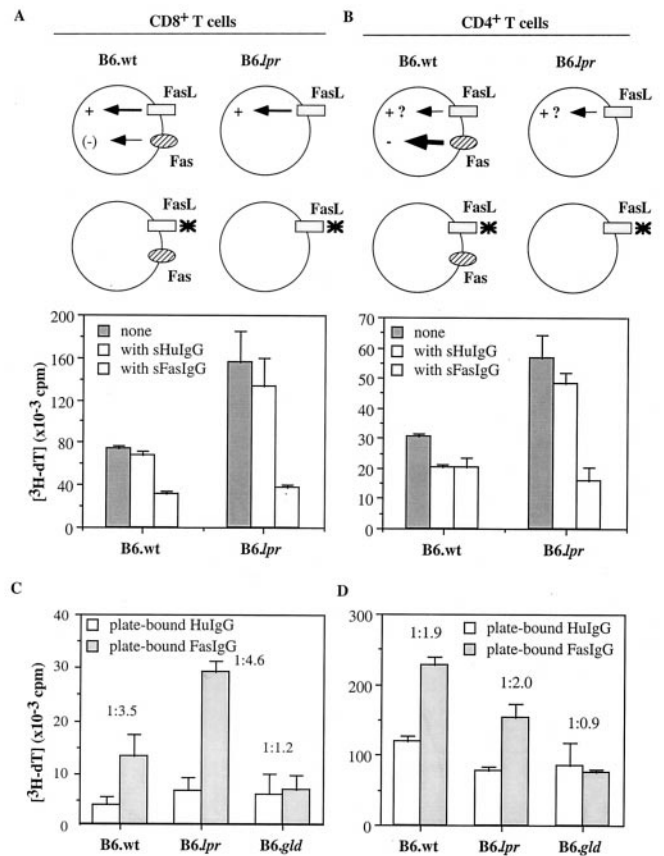 A
CD8+ T cells
B6.wt
B6.lpr
FasL
+
(-)
Fas
FasL
+
FasL
Fas
FasL
200
160
120
80
40
0
[³H-dT] (x10-3 cpm)
none
with sHuIgG
with sFasIgG
B6.wt
B6.lpr
B
CD4+ T cells
B6.wt
B6.lpr
FasL
+ ?
-
Fas
FasL
+ ?
FasL
Fas
FasL
70
60
50
40
30
20
10
0
none
with sHuIgG
with sFasIgG
B6.wt
B6.lpr
C
40
30
20
10
0
[³H-dT] (x10-3 cpm)
plate-bound HuIgG
plate-bound FasIgG
1:3.5
1:4.6
1:1.2
B6.wt
B6.lpr
B6.gld
D
300
200
100
0
plate-bound HuIgG
plate-bound FasIgG
1:1.9
1:2.0
1:0.9
B6.wt
B6.lpr
B6.gld